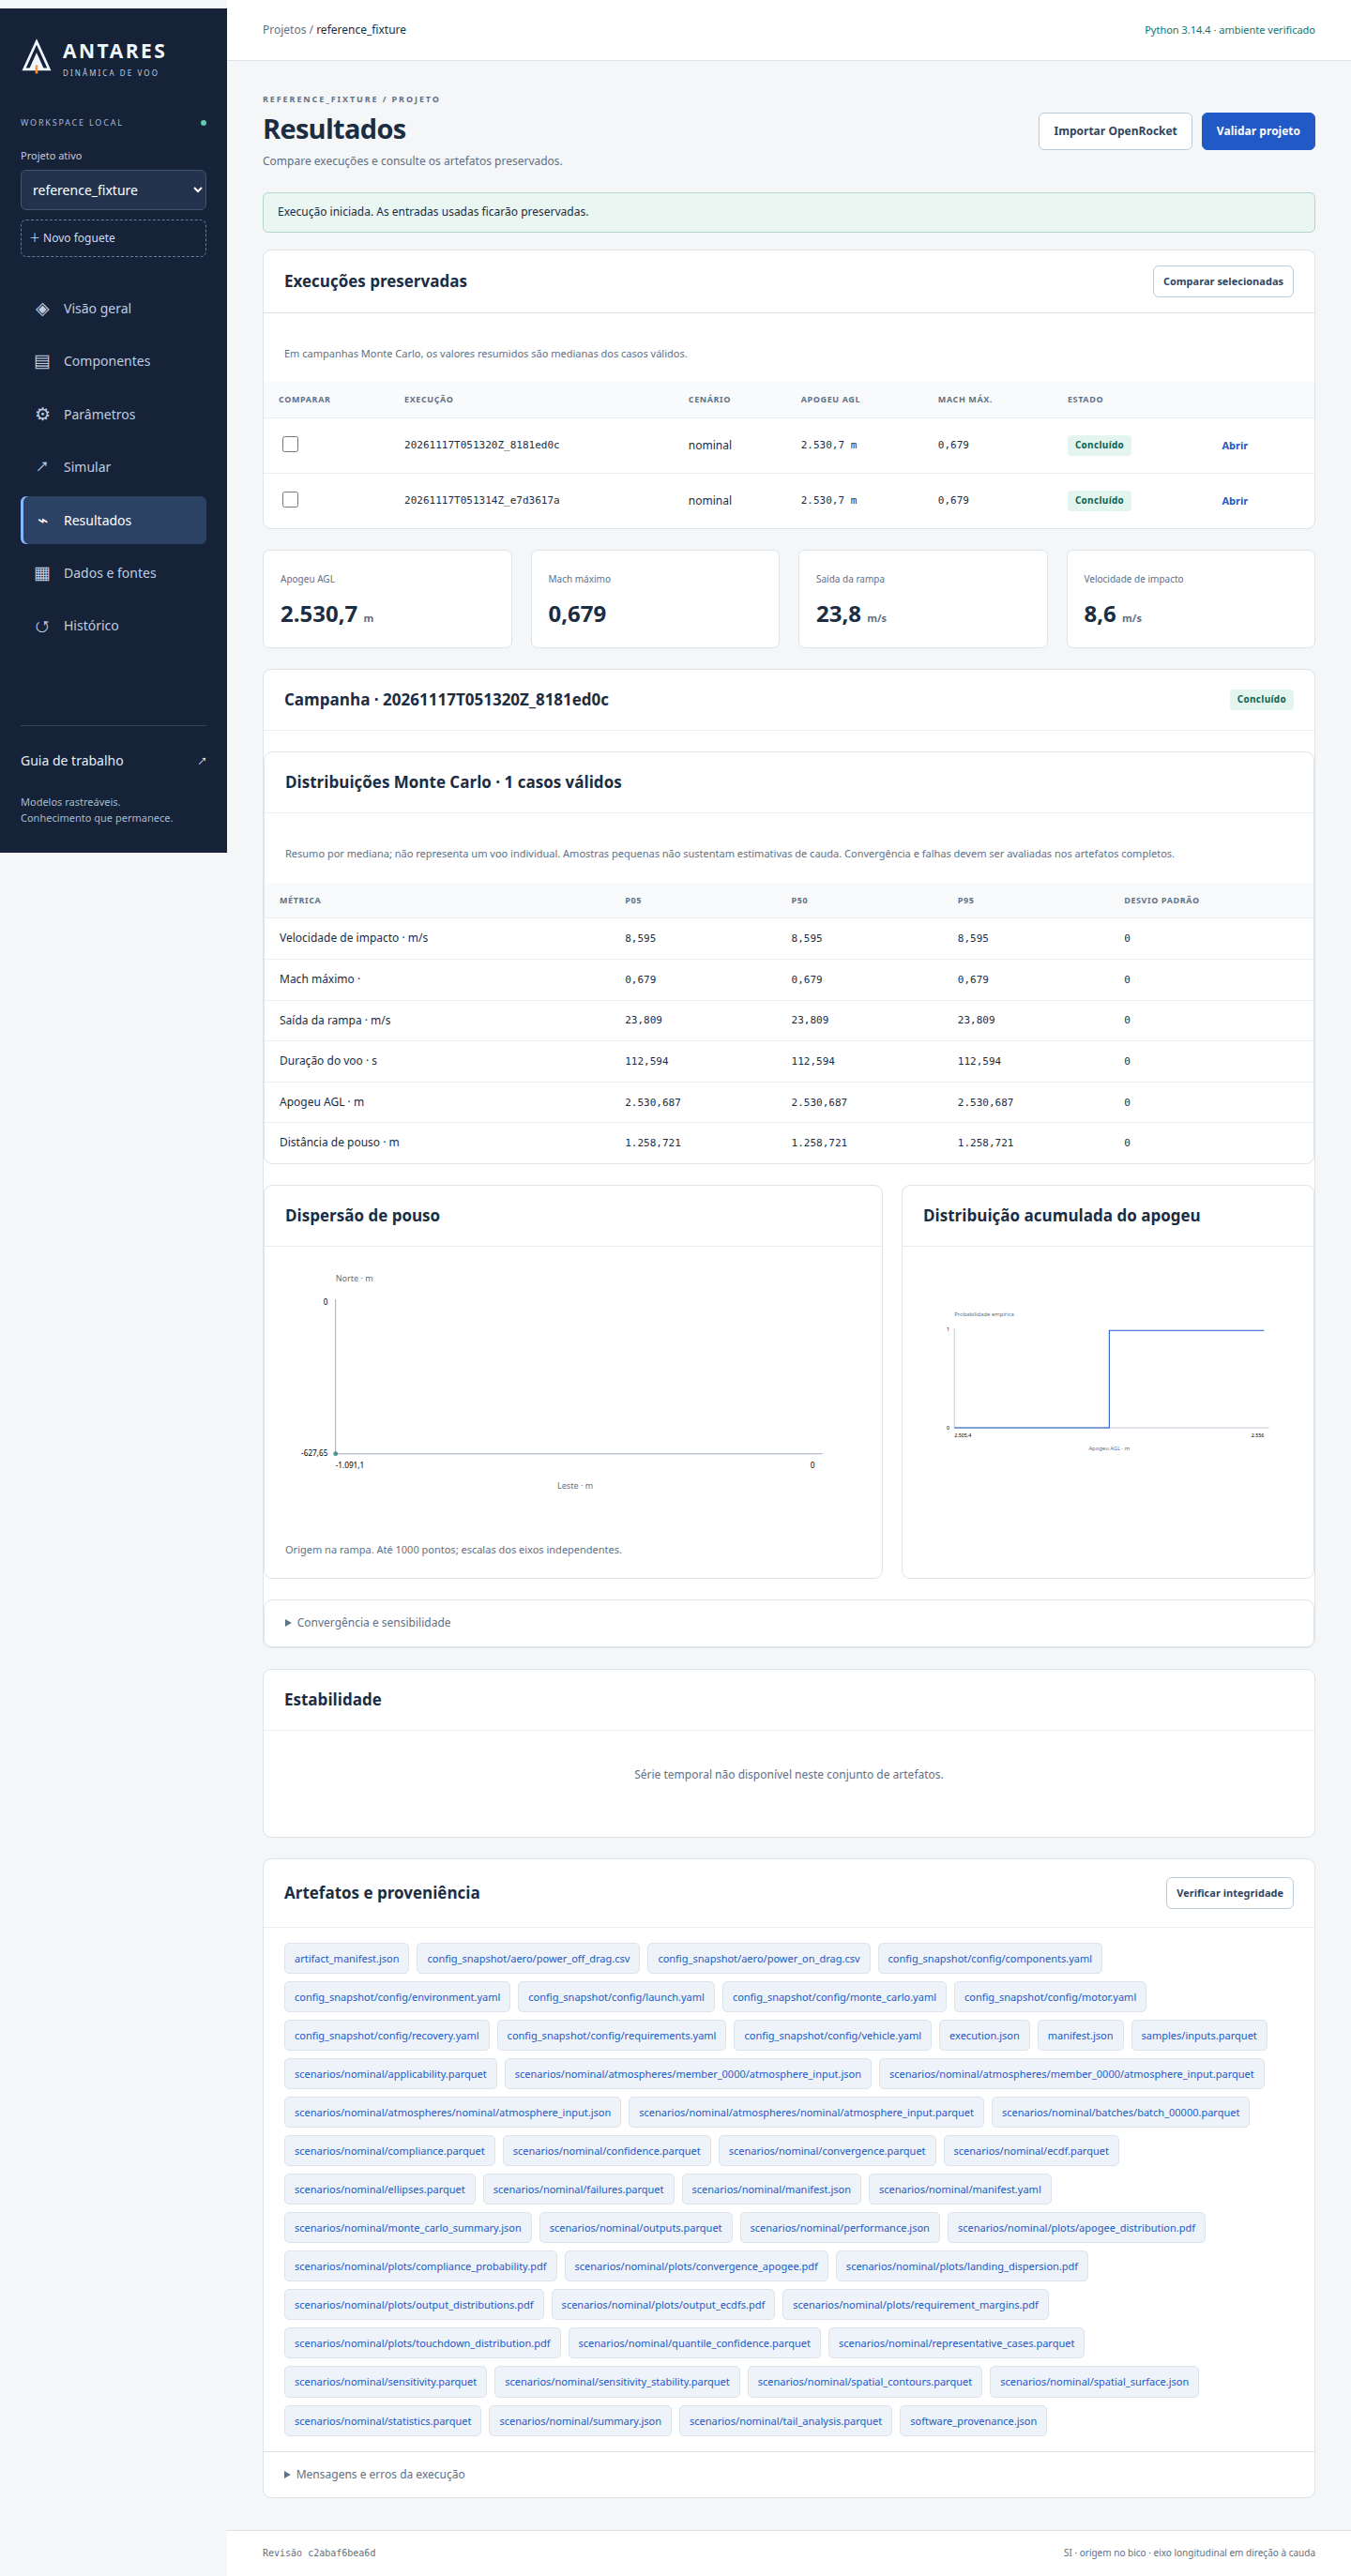 ANTARES
DINÂMICA DE VOO
WORKSPACE LOCAL
Projeto ativo
reference_fixture
+ Novo foguete
Visão geral
Componentes
Parâmetros
Simular
Resultados
Dados e fontes
Histórico
Guia de trabalho ↗
Modelos rastreáveis.
Conhecimento que permanece.
Projetos / reference_fixture
Python 3.14.4 · ambiente verificado
REFERENCE_FIXTURE / PROJETO
Resultados
Compare execuções e consulte os artefatos preservados.
Importar OpenRocket
Validar projeto
Execução iniciada. As entradas usadas ficarão preservadas.
Execuções preservadas
Comparar selecionadas
Em campanhas Monte Carlo, os valores resumidos são medianas dos casos válidos.
COMPARAR EXECUÇÃO CENÁRIO APOGEU AGL MACH MÁX. ESTADO
20261117T051320Z_8181ed0c nominal 2.530,7 m 0,679 Concluído Abrir
20261117T051314Z_e7d3617a nominal 2.530,7 m 0,679 Concluído Abrir
Apogeu AGL
2.530,7 m
Mach máximo
0,679
Saída da rampa
23,8 m/s
Velocidade de impacto
8,6 m/s
Campanha · 20261117T051320Z_8181ed0c
Concluído
Distribuições Monte Carlo · 1 casos válidos
Resumo por mediana; não representa um voo individual. Amostras pequenas não sustentam estimativas de cauda. Convergência e falhas devem ser avaliadas nos artefatos completos.
MÉTRICA P05 P50 P95 DESVIO PADRÃO
Velocidade de impacto · m/s 8,595 8,595 8,595 0
Mach máximo · 0,679 0,679 0,679 0
Saída da rampa · m/s 23,809 23,809 23,809 0
Duração do voo · s 112,594 112,594 112,594 0
Apogeu AGL · m 2.530,687 2.530,687 2.530,687 0
Distância de pouso · m 1.258,721 1.258,721 1.258,721 0
Dispersão de pouso
Norte · m
0
-627,65
-1.091,1 0
Leste · m
Origem na rampa. Até 1000 pontos; escalas dos eixos independentes.
Distribuição acumulada do apogeu
Probabilidade empírica
1
0
2.505,4 2.556
Apogeu AGL · m
Convergência e sensibilidade
Estabilidade
Série temporal não disponível neste conjunto de artefatos.
Artefatos e proveniência
Verificar integridade
artifact_manifest.json config_snapshot/aero/power_off_drag.csv config_snapshot/aero/power_on_drag.csv config_snapshot/config/components.yaml
config_snapshot/config/environment.yaml config_snapshot/config/launch.yaml config_snapshot/config/monte_carlo.yaml config_snapshot/config/motor.yaml
config_snapshot/config/recovery.yaml config_snapshot/config/requirements.yaml config_snapshot/config/vehicle.yaml execution.json manifest.json samples/inputs.parquet
scenarios/nominal/applicability.parquet scenarios/nominal/atmospheres/member_0000/atmosphere_input.json scenarios/nominal/atmospheres/member_0000/atmosphere_input.parquet
scenarios/nominal/atmospheres/nominal/atmosphere_input.json scenarios/nominal/atmospheres/nominal/atmosphere_input.parquet scenarios/nominal/batches/batch_00000.parquet
scenarios/nominal/compliance.parquet scenarios/nominal/confidence.parquet scenarios/nominal/convergence.parquet scenarios/nominal/ecdf.parquet
scenarios/nominal/ellipses.parquet scenarios/nominal/failures.parquet scenarios/nominal/manifest.json scenarios/nominal/manifest.yaml
scenarios/nominal/monte_carlo_summary.json scenarios/nominal/outputs.parquet scenarios/nominal/performance.json scenarios/nominal/plots/apogee_distribution.pdf
scenarios/nominal/plots/compliance_probability.pdf scenarios/nominal/plots/convergence_apogee.pdf scenarios/nominal/plots/landing_dispersion.pdf
scenarios/nominal/plots/output_distributions.pdf scenarios/nominal/plots/output_ecdfs.pdf scenarios/nominal/plots/requirement_margins.pdf
scenarios/nominal/plots/touchdown_distribution.pdf scenarios/nominal/quantile_confidence.parquet scenarios/nominal/representative_cases.parquet
scenarios/nominal/sensitivity.parquet scenarios/nominal/sensitivity_stability.parquet scenarios/nominal/spatial_contours.parquet scenarios/nominal/spatial_surface.json
scenarios/nominal/statistics.parquet scenarios/nominal/summary.json scenarios/nominal/tail_analysis.parquet software_provenance.json
Mensagens e erros da execução
Revisão c2abaf6bea6d
SI · origem no bico · eixo longitudinal em direção à cauda